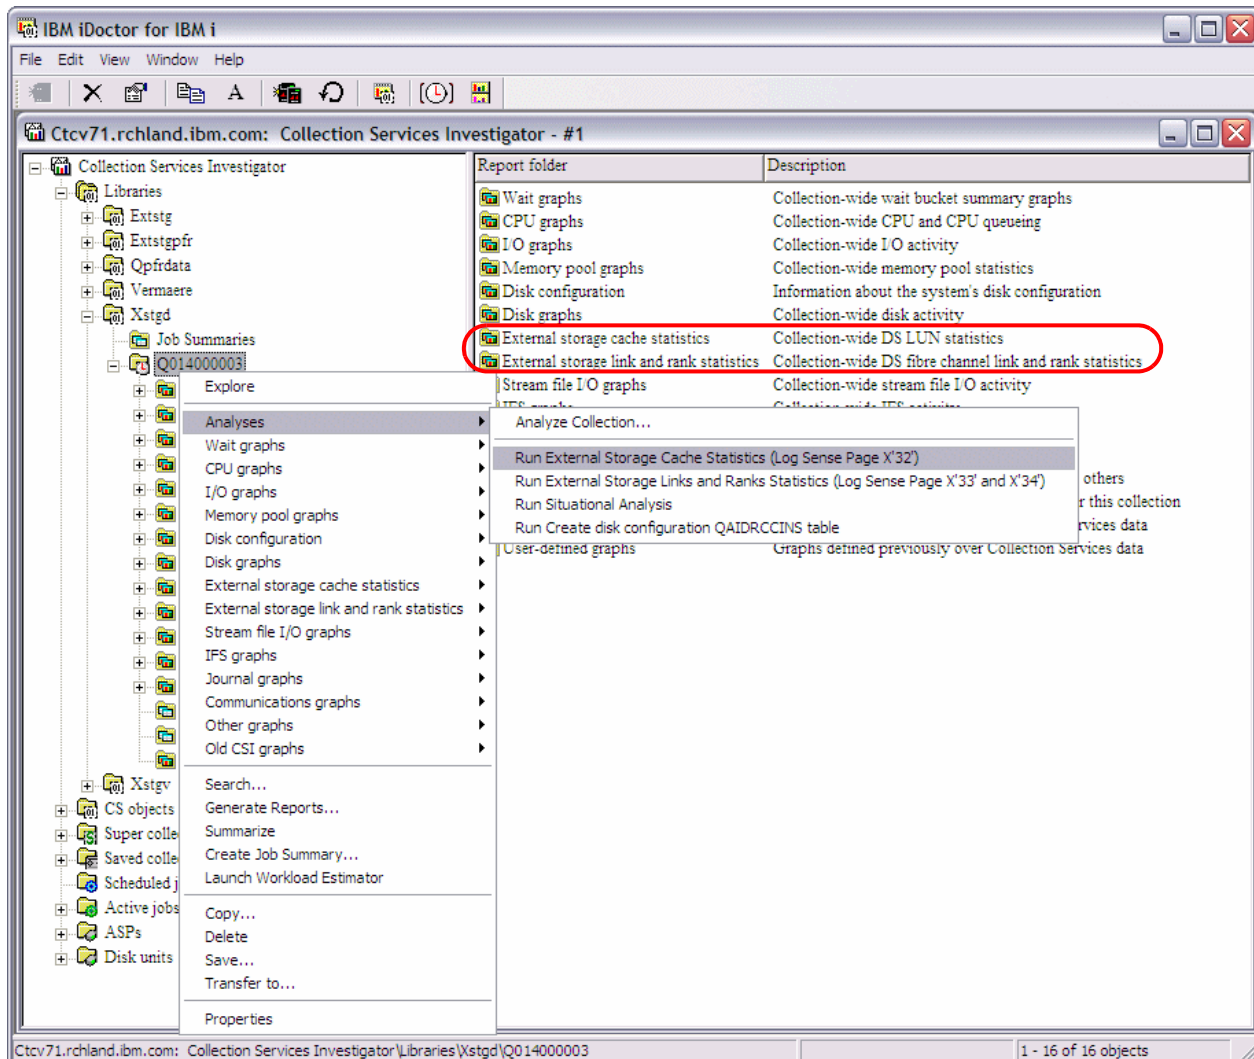 IBM iDoctor for IBM i
File Edit View Window Help
Ctcv71.rchland.ibm.com: Collection Services Investigator - #1
Collection Services Investigator
Libraries
Extstg
Extstgpfr
Qpfrdata
Vermaere
Xstgd
Job Summaries
Q014000003
Xstgv
CS objects
Super colle
Saved colle
Scheduled j
Active jobs
ASPs
Disk units
Report folder Description
Wait graphs Collection-wide wait bucket summary graphs
CPU graphs Collection-wide CPU and CPU queueing
I/O graphs Collection-wide I/O activity
Memory pool graphs Collection-wide memory pool statistics
Disk configuration Information about the system's disk configuration
Disk graphs Collection-wide disk activity
External storage cache statistics Collection-wide DS LUN statistics
External storage link and rank statistics Collection-wide DS fibre channel link and rank statistics
Stream file I/O graphs Collection-wide stream file I/O activity
IFS graphs Collection-wide IFS activity
others
r this collection
rvices data
User-defined graphs Graphs defined previously over Collection Services data
Explore
Analyses
Wait graphs
CPU graphs
I/O graphs
Memory pool graphs
Disk configuration
Disk graphs
External storage cache statistics
External storage link and rank statistics
Stream file I/O graphs
IFS graphs
Journal graphs
Communications graphs
Other graphs
Old CSI graphs
Search...
Generate Reports...
Summarize
Create Job Summary...
Launch Workload Estimator
Copy...
Delete
Save...
Transfer to...
Properties
Analyze Collection...
Run External Storage Cache Statistics (Log Sense Page X'32')
Run External Storage Links and Ranks Statistics (Log Sense Page X'33' and X'34')
Run Situational Analysis
Run Create disk configuration QAIDRCCINS table
Ctcv71.rchland.ibm.com: Collection Services Investigator\Libraries\Xstgd\Q014000003
1 - 16 of 16 objects